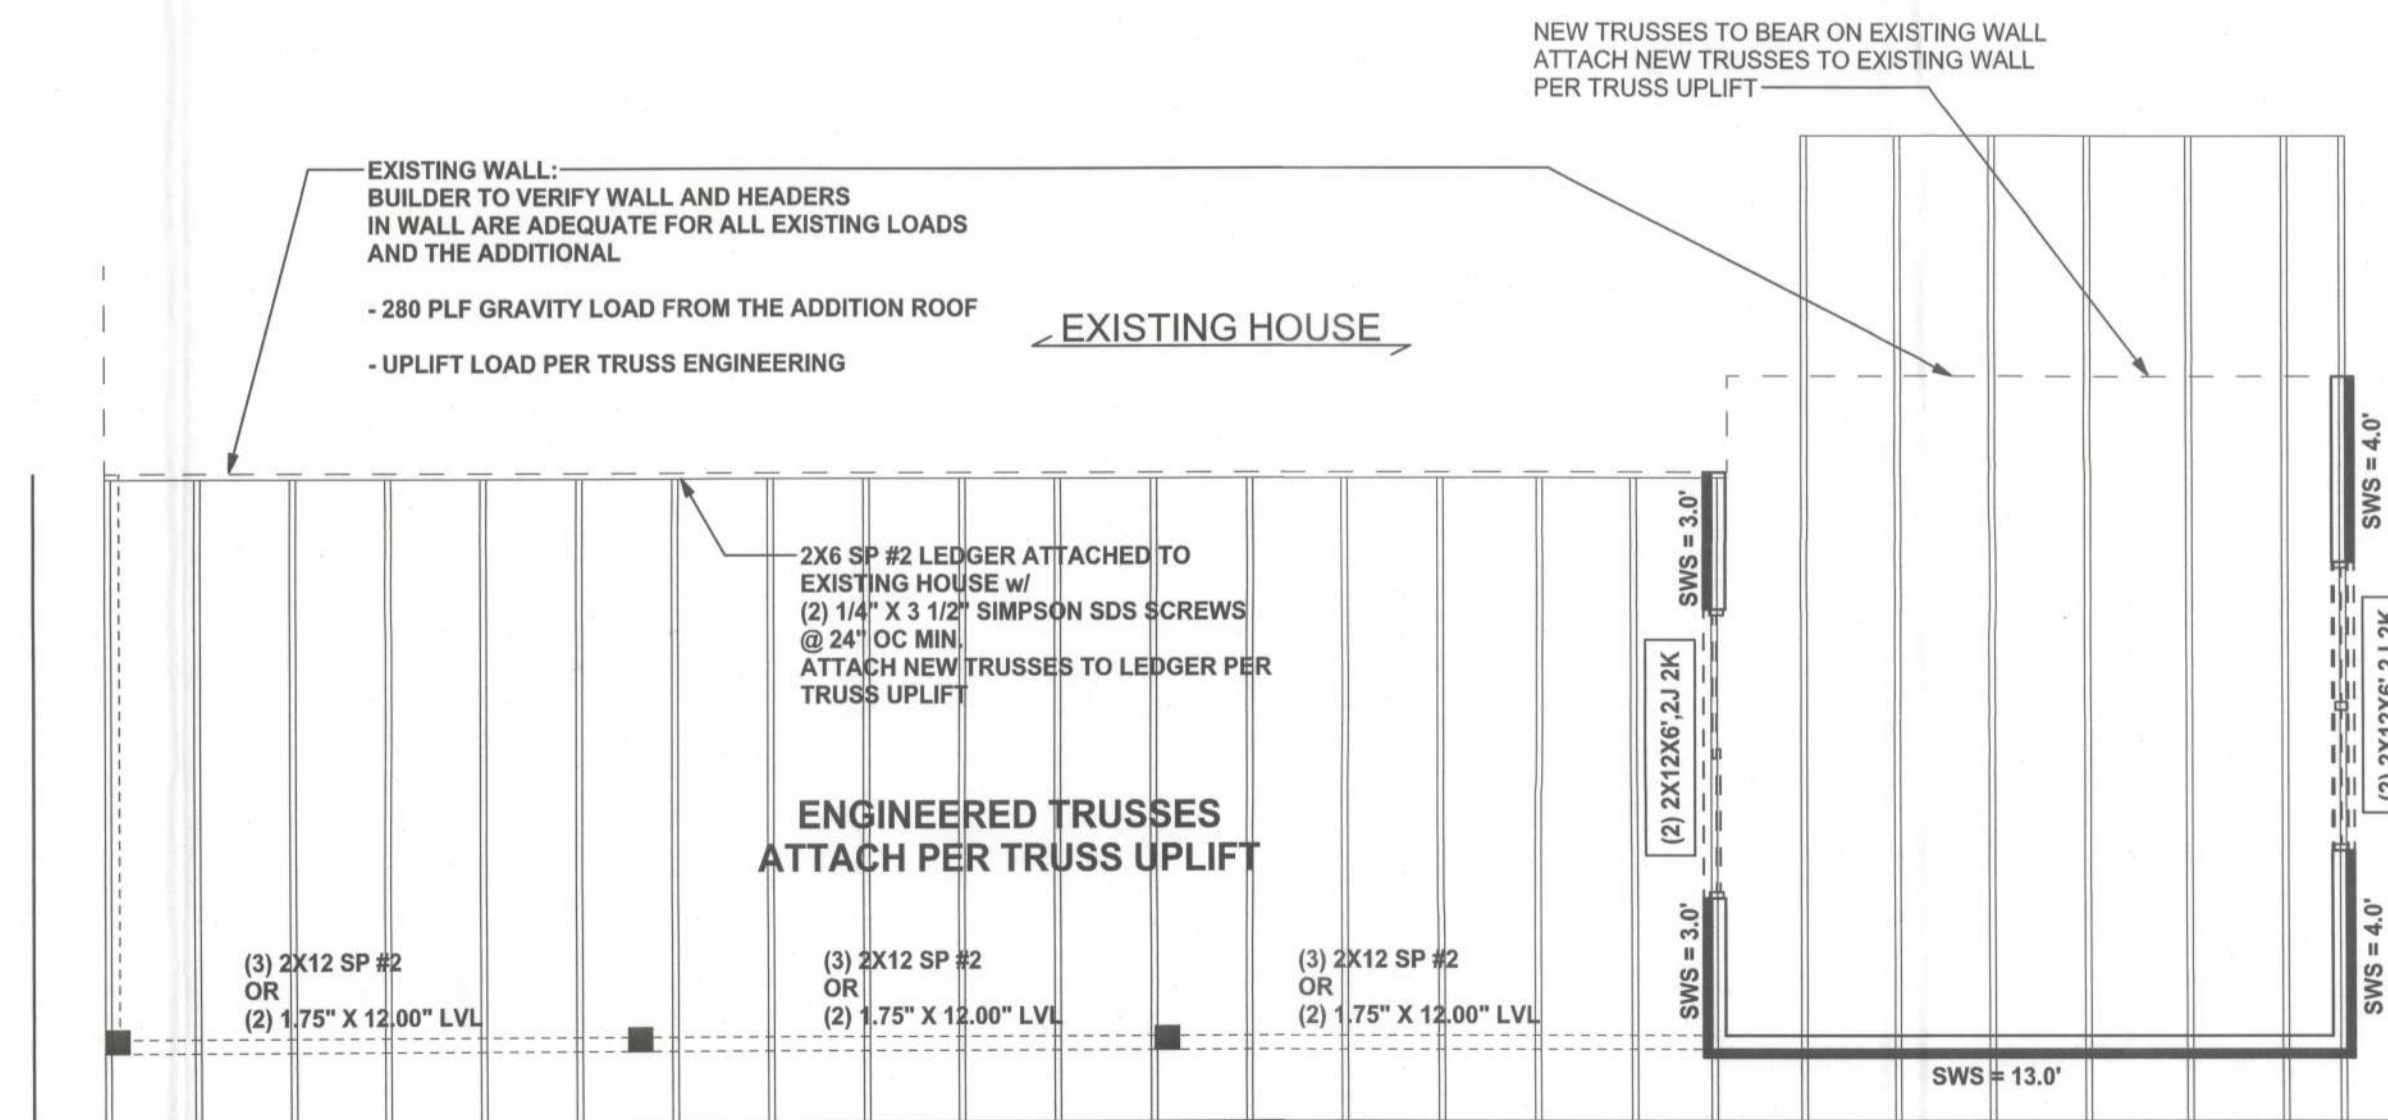 NEW TRUSSES TO BEAR ON EXISTING WALL
ATTACH NEW TRUSSES TO EXISTING WALL
PER TRUSS UPLIFT
EXISTING WALL:
BUILDER TO VERIFY WALL AND HEADERS
IN WALL ARE ADEQUATE FOR ALL EXISTING LOADS
AND THE ADDITIONAL
- 280 PLF GRAVITY LOAD FROM THE ADDITION ROOF
- UPLIFT LOAD PER TRUSS ENGINEERING
EXISTING HOUSE
2X6 SP #2 LEDGER ATTACHED TO
EXISTING HOUSE w/
(2) 1/4" X 3 1/2" SIMPSON SDS SCREWS
@ 24" OC MIN.
ATTACH NEW TRUSSES TO LEDGER PER
TRUSS UPLIFT
SWS = 3.0'
SWS = 4.0'
(2) 2X12X6',2J 2K
(2) 2X12X6',2J 2K
ENGINEERED TRUSSES
ATTACH PER TRUSS UPLIFT
(3) 2X12 SP #2
OR
(2) 1.75" X 12.00" LVL
(3) 2X12 SP #2
OR
(2) 1.75" X 12.00" LVL
(3) 2X12 SP #2
OR
(2) 1.75" X 12.00" LVL
SWS = 3.0'
SWS = 4.0'
SWS = 13.0'